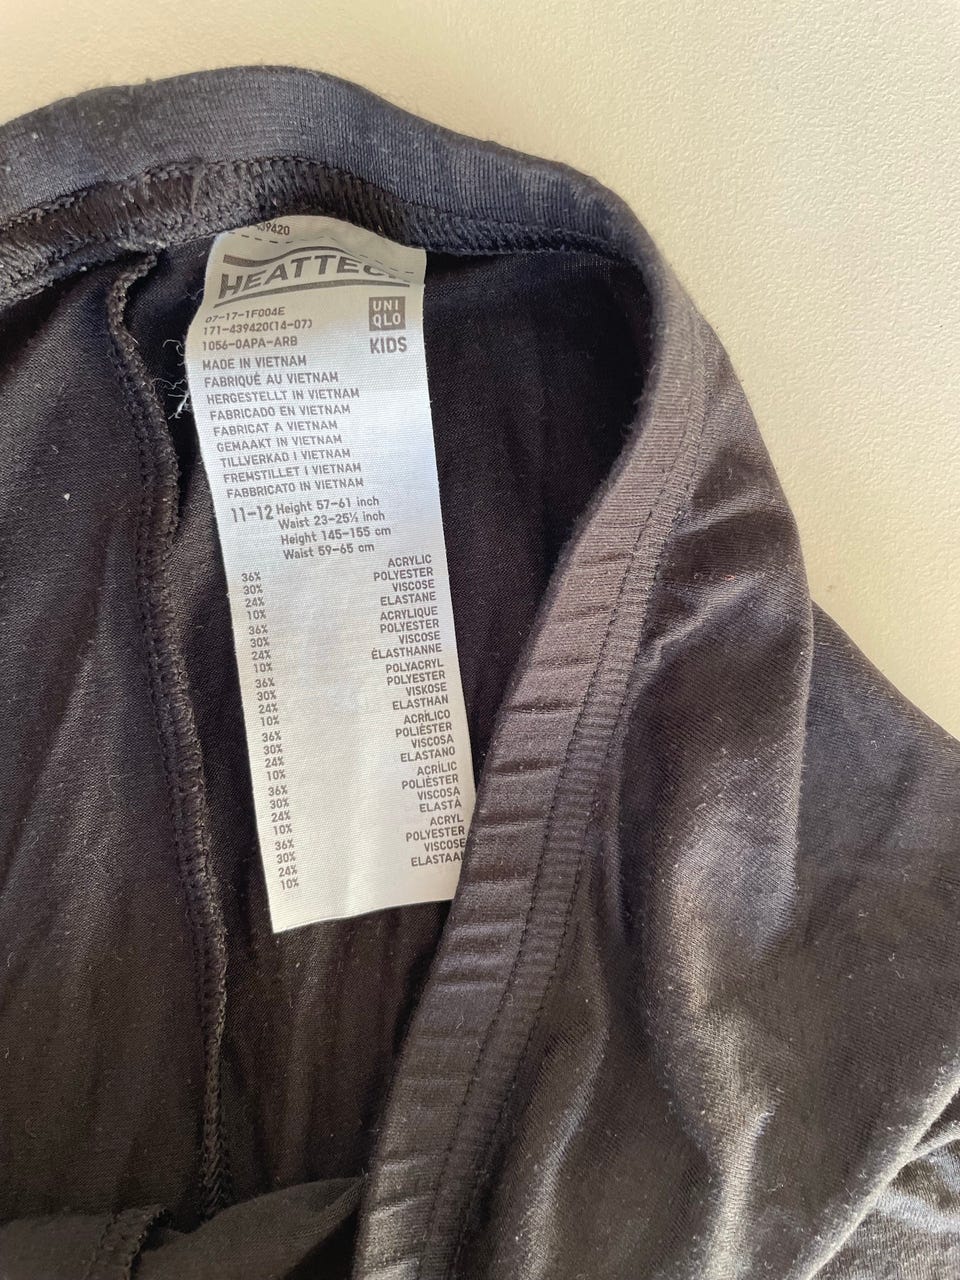 439420
HEATTECH
07-17-1F004E
171-439420(14-07)
1056-0APA-ARB
UNI
QLO
KIDS
MADE IN VIETNAM
FABRIQUÉ AU VIETNAM
HERGESTELLT IN VIETNAM
FABRICADO EN VIETNAM
FABRICAT A VIETNAM
GEMAAKT IN VIETNAM
TILLVERKAD I VIETNAM
FREMSTILLET I VIETNAM
FABBRICATO IN VIETNAM
11-12 Height 57-61 inch
Waist 23-25½ inch
Height 145-155 cm
Waist 59-65 cm
36% ACRYLIC
30% POLYESTER
24% VISCOSE
10% ELASTANE
36% ACRYLIQUE
30% POLYESTER
24% VISCOSE
10% ÉLASTHANNE
36% POLYACRYL
30% POLYESTER
24% VISKOSE
10% ELASTHAN
36% ACRÍLICO
30% POLIÉSTER
24% VISCOSA
10% ELASTANO
36% ACRÍLIC
30% POLIÈSTER
24% VISCOSA
10% ELASTÀ
36% ACRYL
30% POLYESTER
24% VISCOSE
10% ELASTAAN